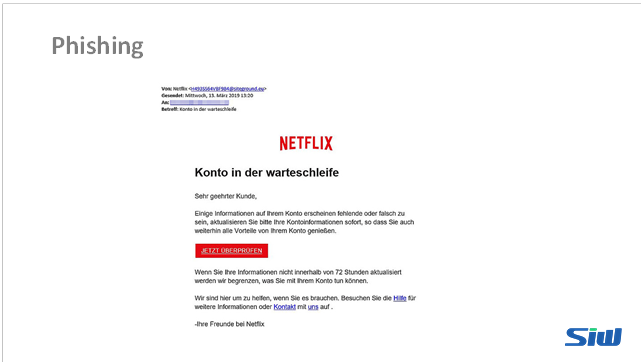 Phishing
Von: Netflix
Gesendet: Mittwoch, 13. März 2019 13:20
An:
Betreff: Konto in der warteschleife
NETFLIX
Konto in der warteschleife
Sehr geehrter Kunde,
Einige Informationen auf Ihrem Konto erscheinen fehlende oder falsch zu
sein, aktualisieren Sie bitte Ihre Kontoinformationen sofort, so dass Sie auch
weiterhin alle Vorteile von Ihrem Konto genießen.
JETZT ÜBERPRÜFEN
Wenn Sie Ihre Informationen nicht innerhalb von 72 Stunden aktualisiert
werden wir begrenzen, was Sie mit Ihrem Konto tun können.
Wir sind hier um zu helfen, wenn Sie es brauchen. Besuchen Sie die Hilfe für
weitere Informationen oder Kontakt mit uns auf .
-Ihre Freunde bei Netflix
SIW